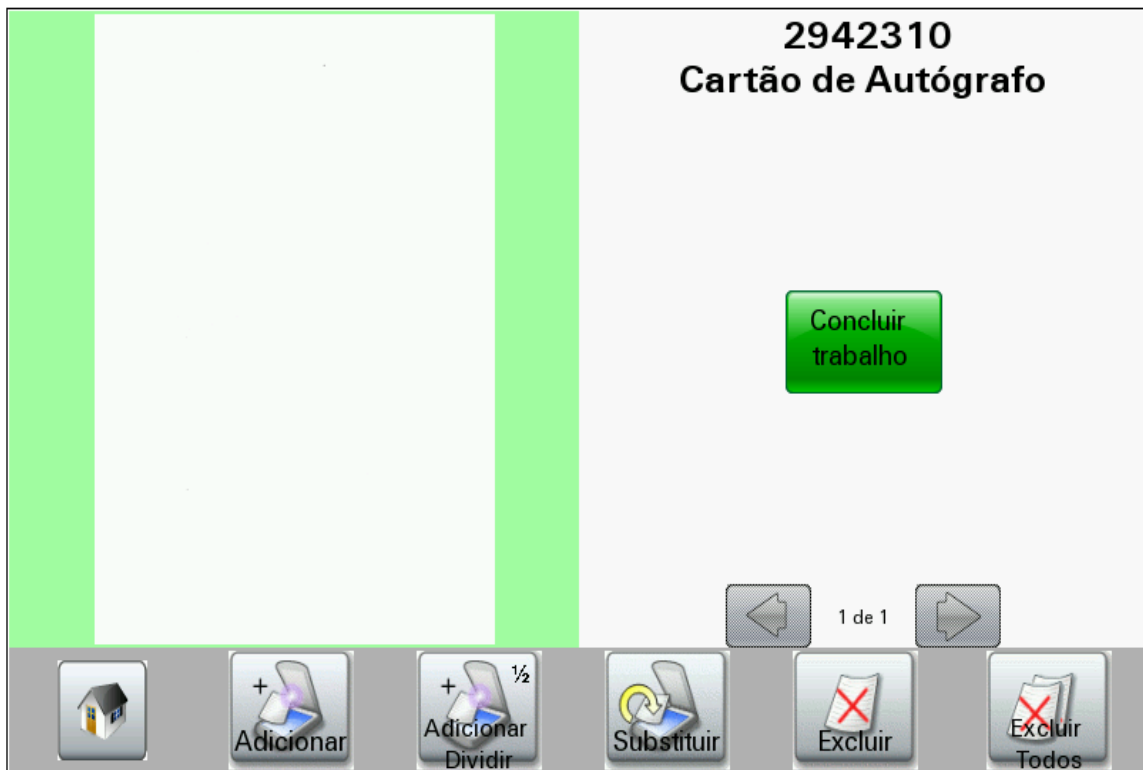 2942310
Cartão de Autógrafo
Concluir
trabalho
1 de 1
+
Adicionar
+ ½
Adicionar
Dividir
Substituir
Excluir
Excluir
Todos